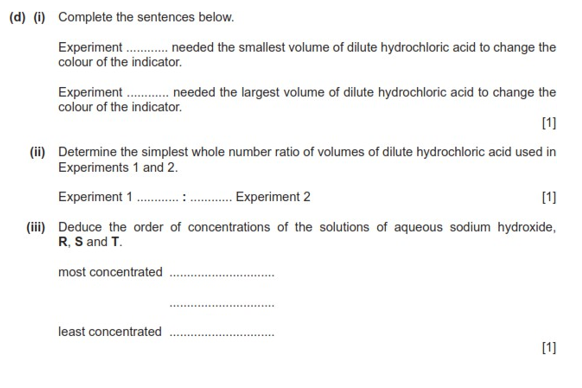 (d) (i) Complete the sentences below.
Experiment ............ needed the smallest volume of dilute hydrochloric acid to change the
colour of the indicator.
Experiment ............ needed the largest volume of dilute hydrochloric acid to change the
colour of the indicator.
[1]
(ii) Determine the simplest whole number ratio of volumes of dilute hydrochloric acid used in
Experiments 1 and 2.
Experiment 1 ............ : ............ Experiment 2 [1]
(iii) Deduce the order of concentrations of the solutions of aqueous sodium hydroxide,
R, S and T.
most concentrated ..............................
..............................
least concentrated ..............................
[1]